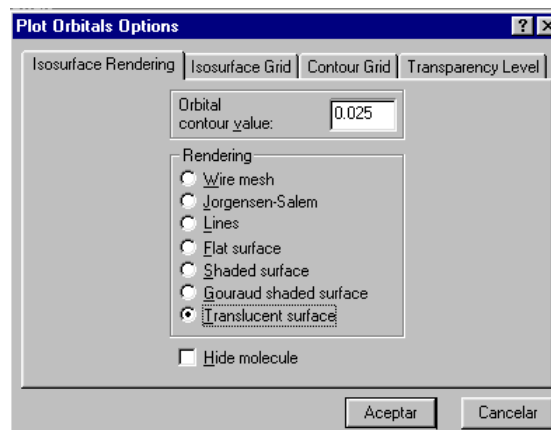 Plot Orbitals Options
Isosurface Rendering Isosurface Grid Contour Grid Transparency Level
Orbital
contour value: 0.025
Rendering
Wire mesh
Jorgensen-Salem
Lines
Flat surface
Shaded surface
Gouraud shaded surface
Translucent surface
Hide molecule
Aceptar Cancelar